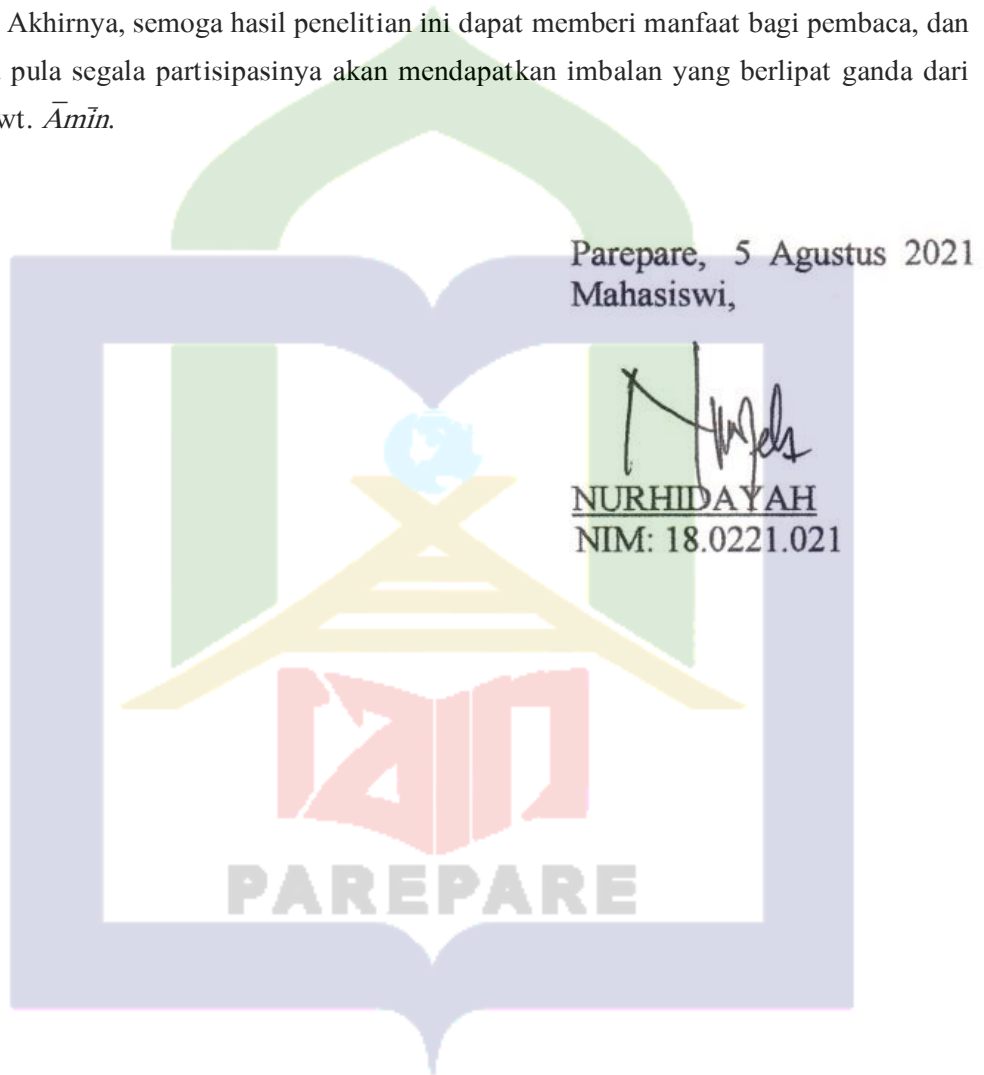 Akhirnya, semoga hasil penelitian ini dapat memberi manfaat bagi pembaca, dan
pula segala partisipasinya akan mendapatkan imbalan yang berlipat ganda dari
wt. Āmīn.
Parepare, 5 Agustus 2021
Mahasiswi,
NURHIDAYAH
NIM: 18.0221.021
IAIN
PAREPARE